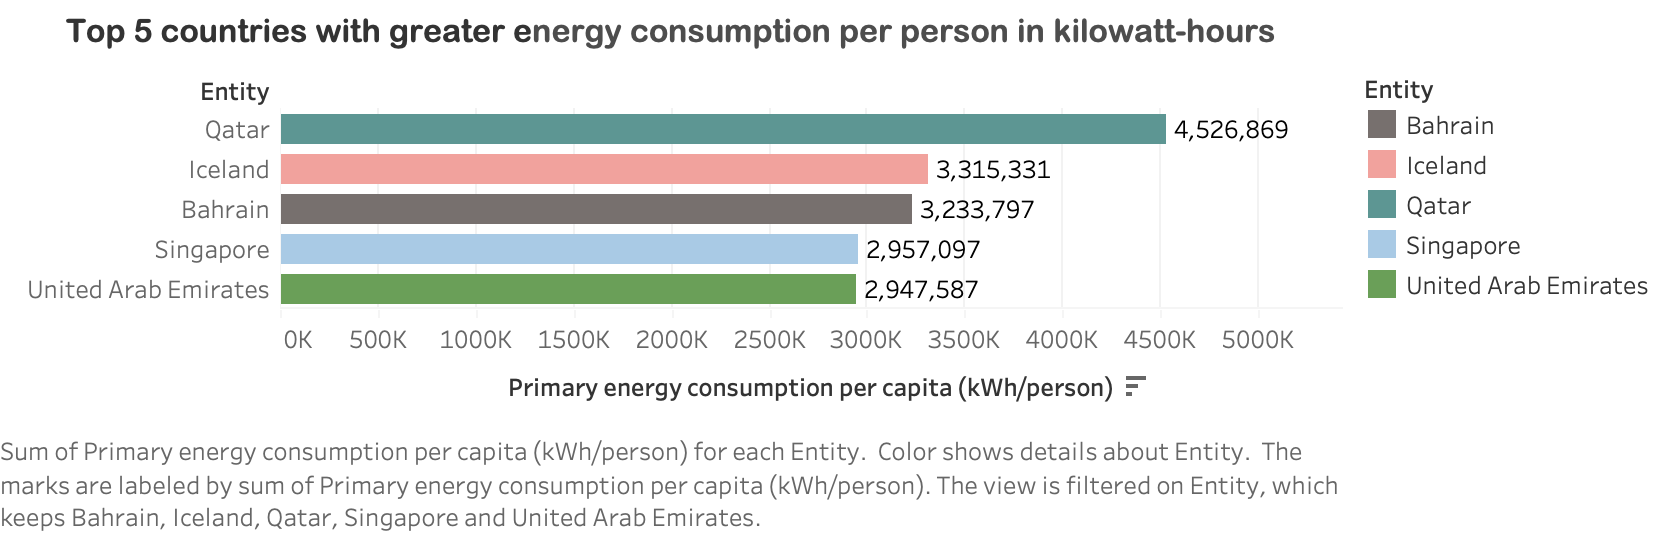 Top 5 countries with greater energy consumption per person in kilowatt-hours
Entity
Qatar 4,526,869
Iceland 3,315,331
Bahrain 3,233,797
Singapore 2,957,097
United Arab Emirates 2,947,587
0K 500K 1000K 1500K 2000K 2500K 3000K 3500K 4000K 4500K 5000K
Primary energy consumption per capita (kWh/person)
Entity
Bahrain
Iceland
Qatar
Singapore
United Arab Emirates
Sum of Primary energy consumption per capita (kWh/person) for each Entity.  Color shows details about Entity.  The
marks are labeled by sum of Primary energy consumption per capita (kWh/person). The view is filtered on Entity, which
keeps Bahrain, Iceland, Qatar, Singapore and United Arab Emirates.